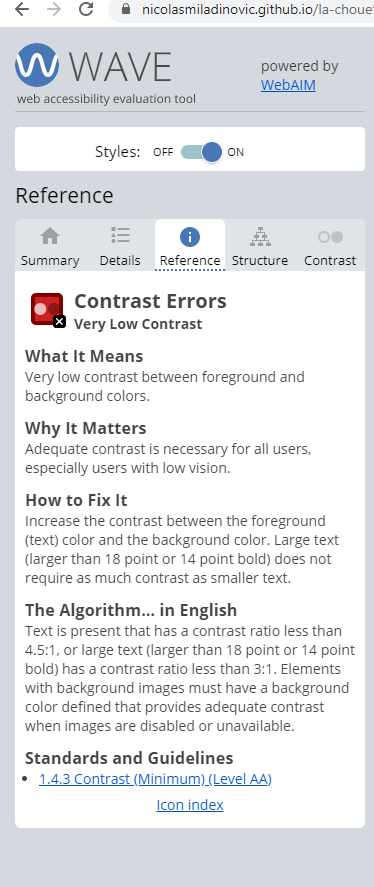 nicolasmiladinovic.github.io/la-chouet
WAVE
web accessibility evaluation tool
powered by
WebAIM
Styles: OFF ON
Reference
Summary Details Reference Structure Contrast
Contrast Errors
Very Low Contrast
What It Means
Very low contrast between foreground and
background colors.
Why It Matters
Adequate contrast is necessary for all users,
especially users with low vision.
How to Fix It
Increase the contrast between the foreground
(text) color and the background color. Large text
(larger than 18 point or 14 point bold) does not
require as much contrast as smaller text.
The Algorithm... in English
Text is present that has a contrast ratio less than
4.5:1, or large text (larger than 18 point or 14 point
bold) has a contrast ratio less than 3:1. Elements
with background images must have a background
color defined that provides adequate contrast
when images are disabled or unavailable.
Standards and Guidelines
• 1.4.3 Contrast (Minimum) (Level AA)
Icon index